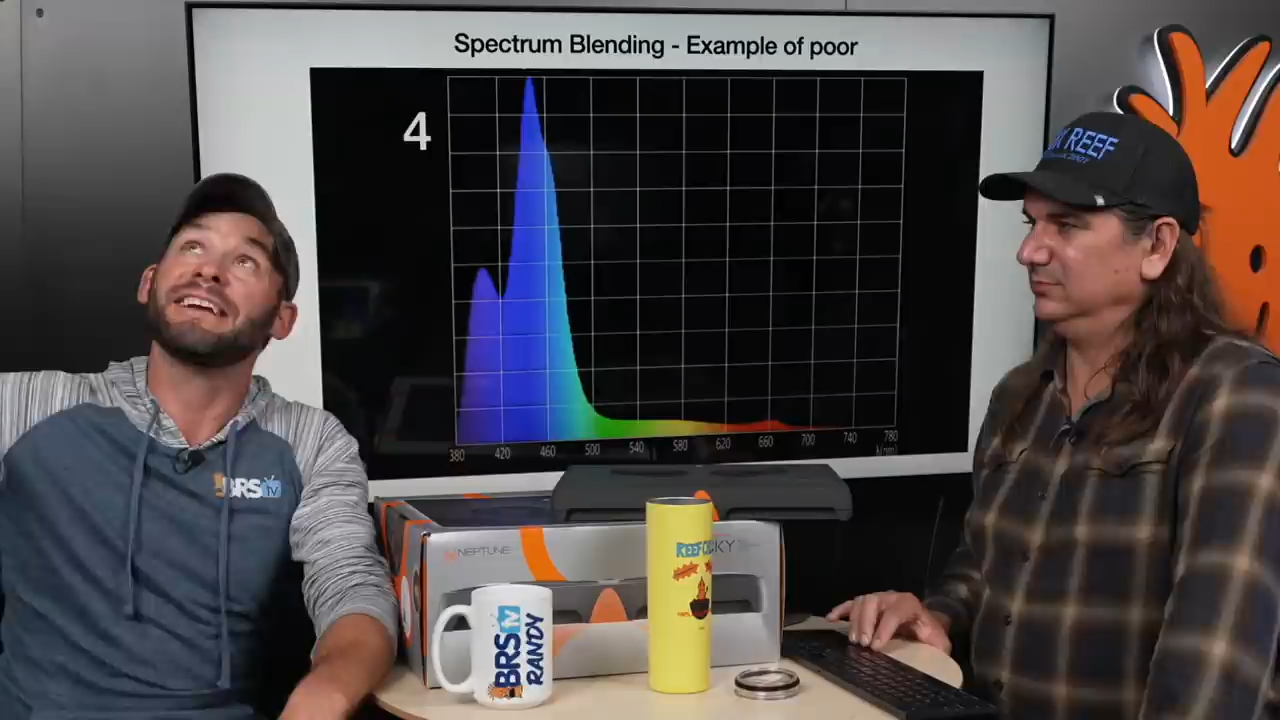 Spectrum Blending - Example of poor
4
380 420 460 500 540 580 620 660 700 740 780
REEF
BRS tv
NEPTUNE
REEF
BRS tv
RANDY